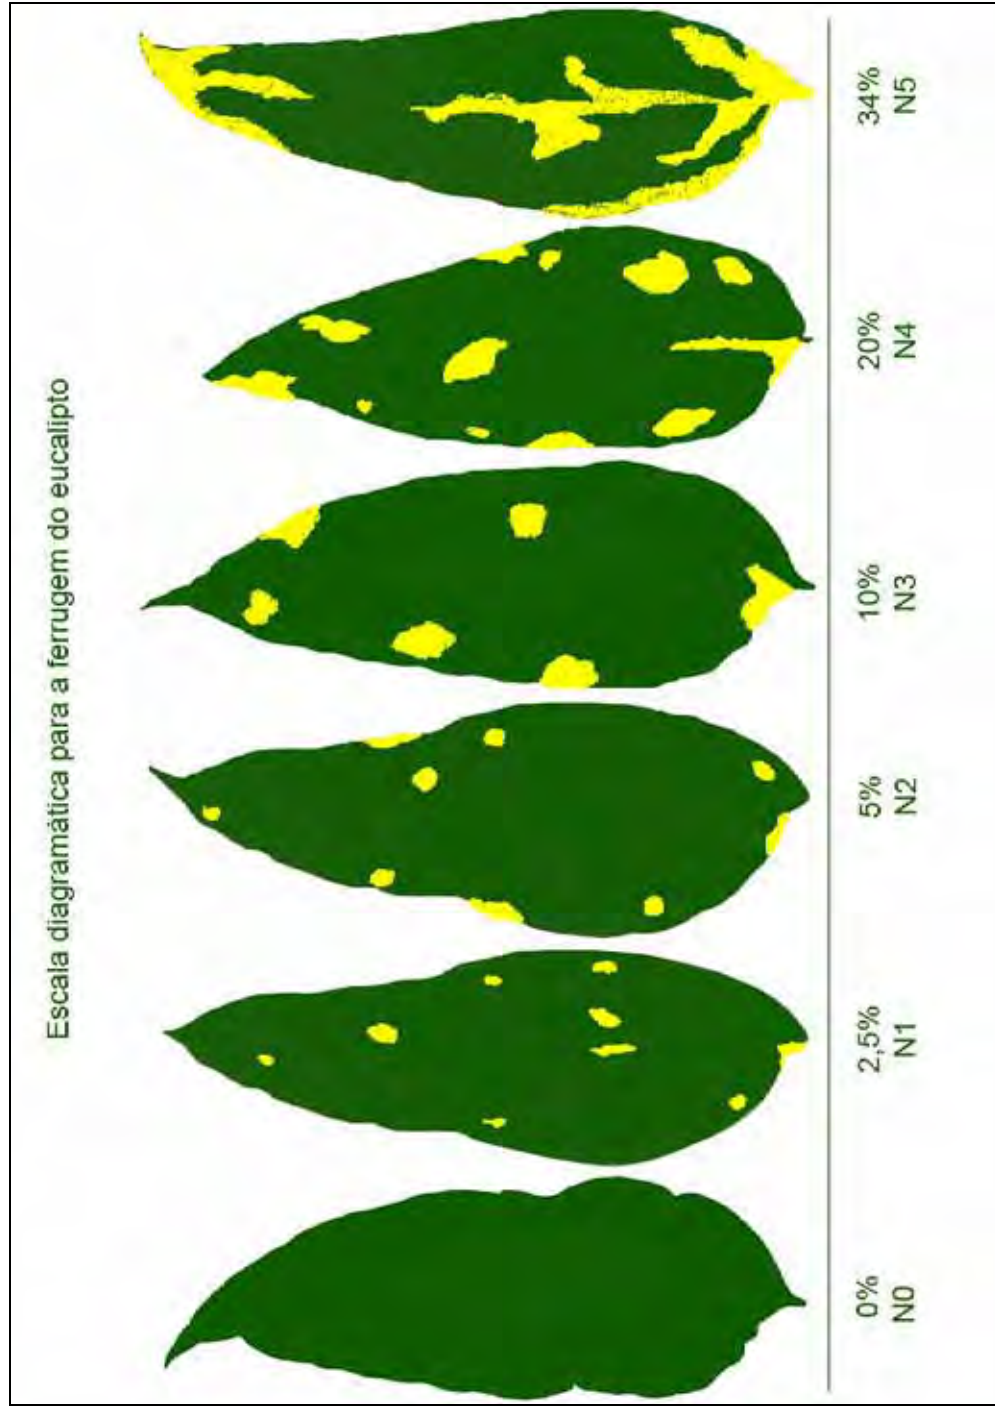 Escala diagramática para a ferrugem do eucalipto
0% 2,5% 5% 10% 20% 34%
N0 N1 N2 N3 N4 N5